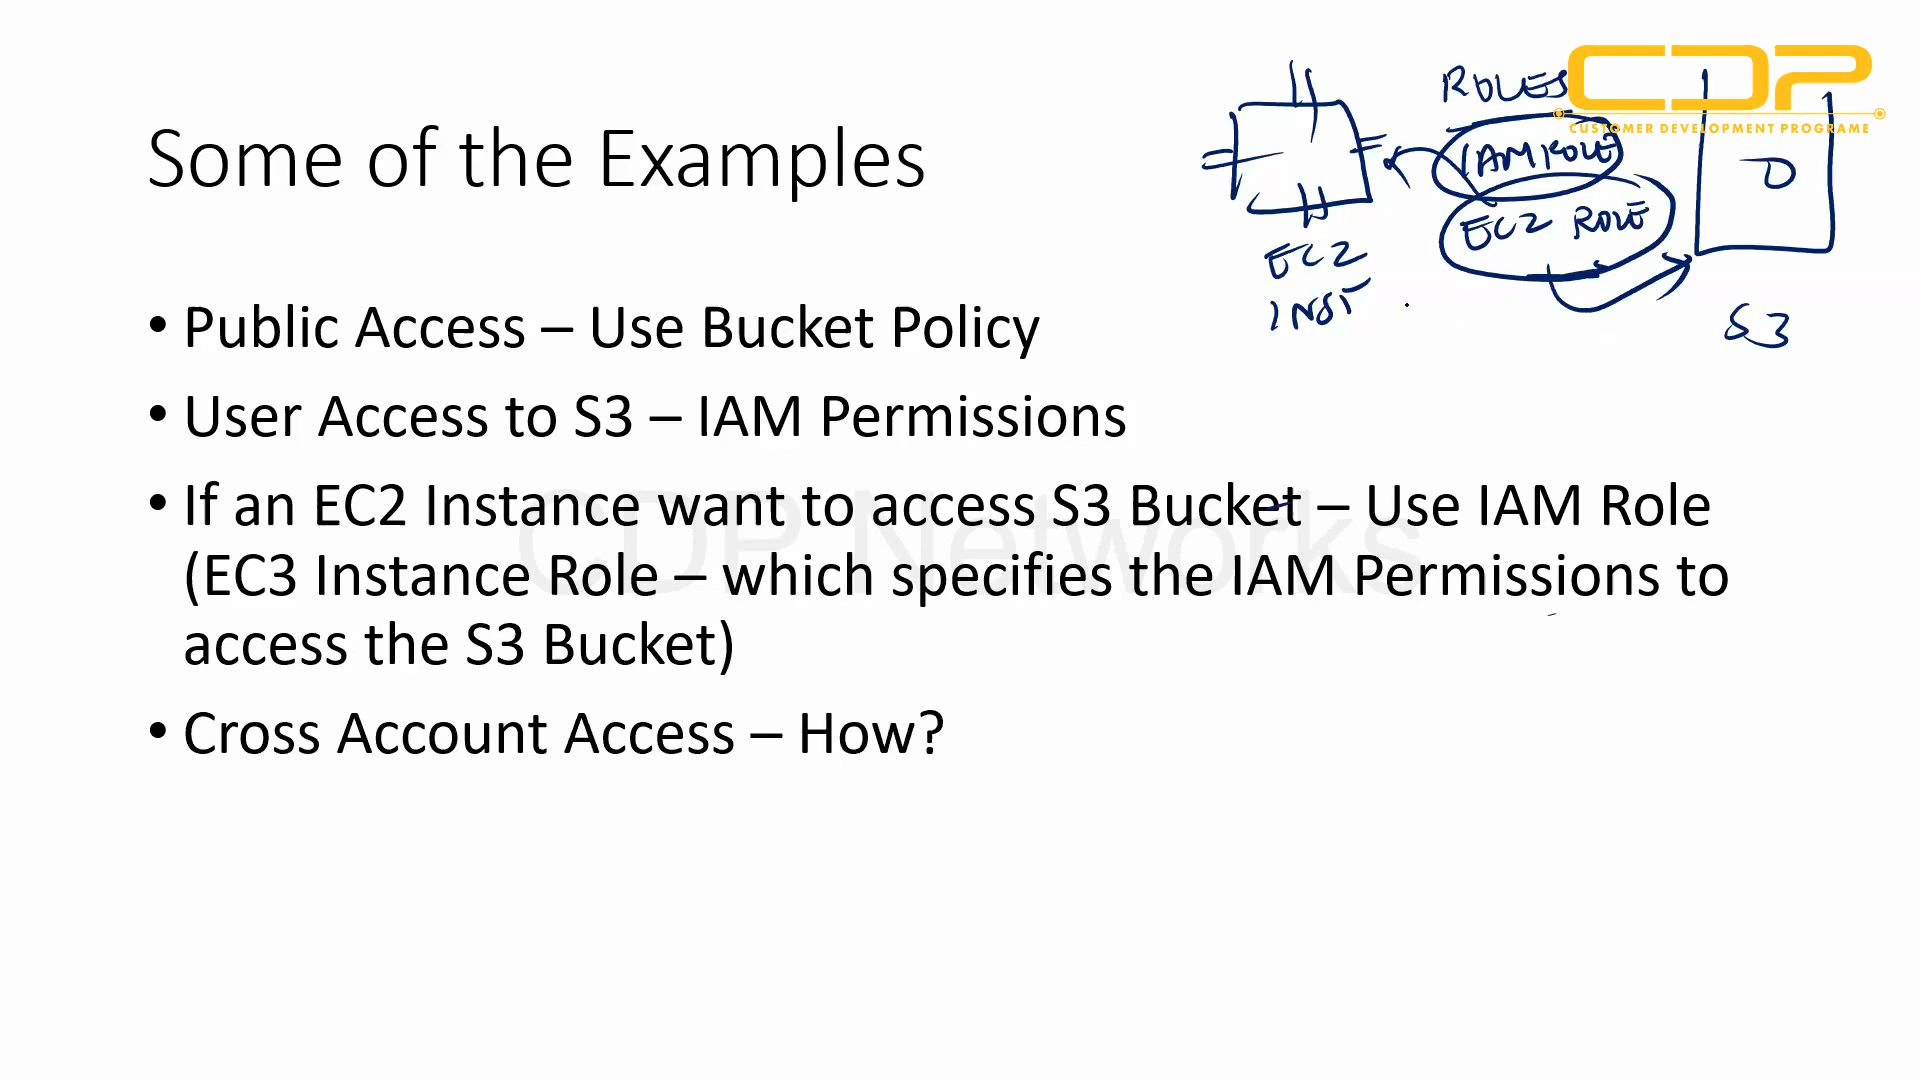 CDP
CUSTOMER DEVELOPMENT PROGRAME
ROLES
IAM ROLE
EC2 ROLE
D
EC2
INST
S3
Some of the Examples
• Public Access – Use Bucket Policy
• User Access to S3 – IAM Permissions
• If an EC2 Instance want to access S3 Bucket – Use IAM Role
(EC3 Instance Role – which specifies the IAM Permissions to
access the S3 Bucket)
• Cross Account Access – How?
CDP Networks